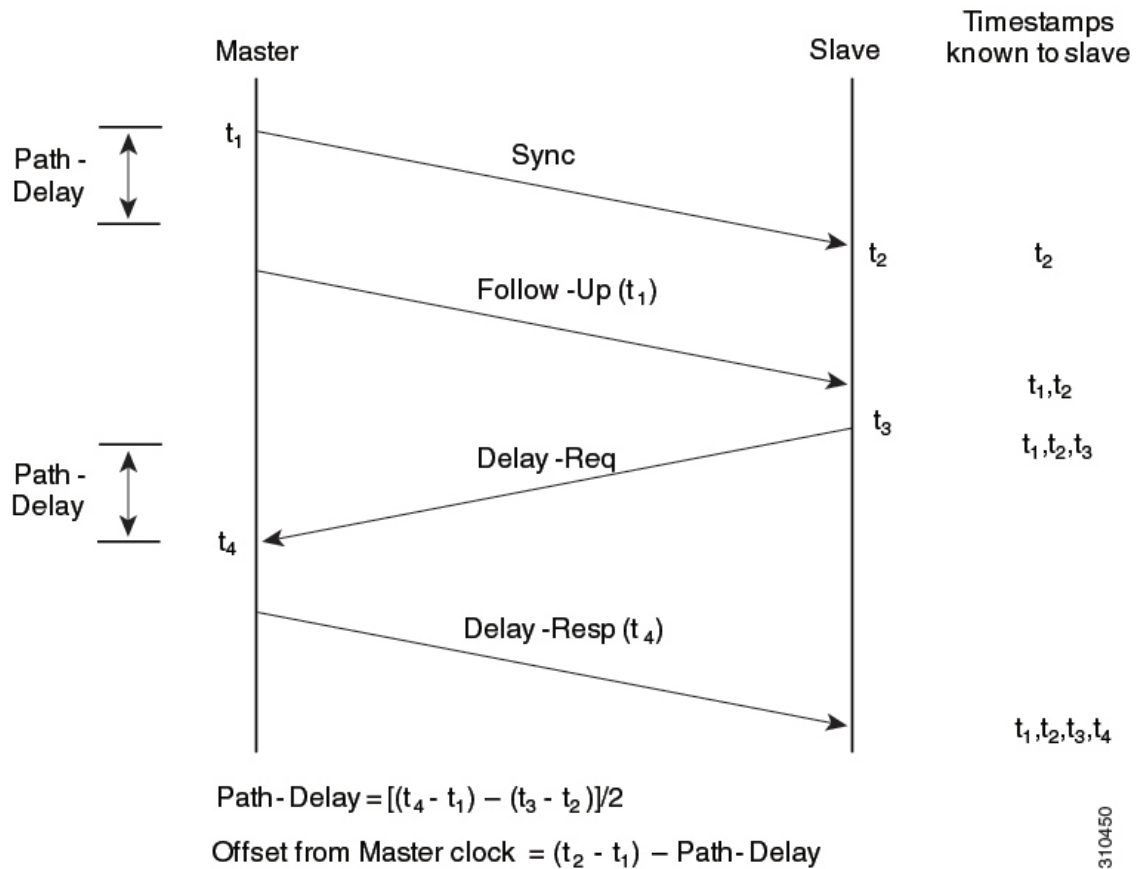 Timestamps
known to slave
Master
Slave
t₁
Path -
Delay
Sync
t₂
t₂
Follow -Up (t₁)
t₁,t₂
t₃
t₁,t₂,t₃
Delay -Req
Path -
Delay
t₄
Delay -Resp (t₄)
t₁,t₂,t₃,t₄
Path- Delay = [(t₄ - t₁) – (t₃ - t₂)]/2
Offset from Master clock = (t₂ - t₁) – Path- Delay
310450